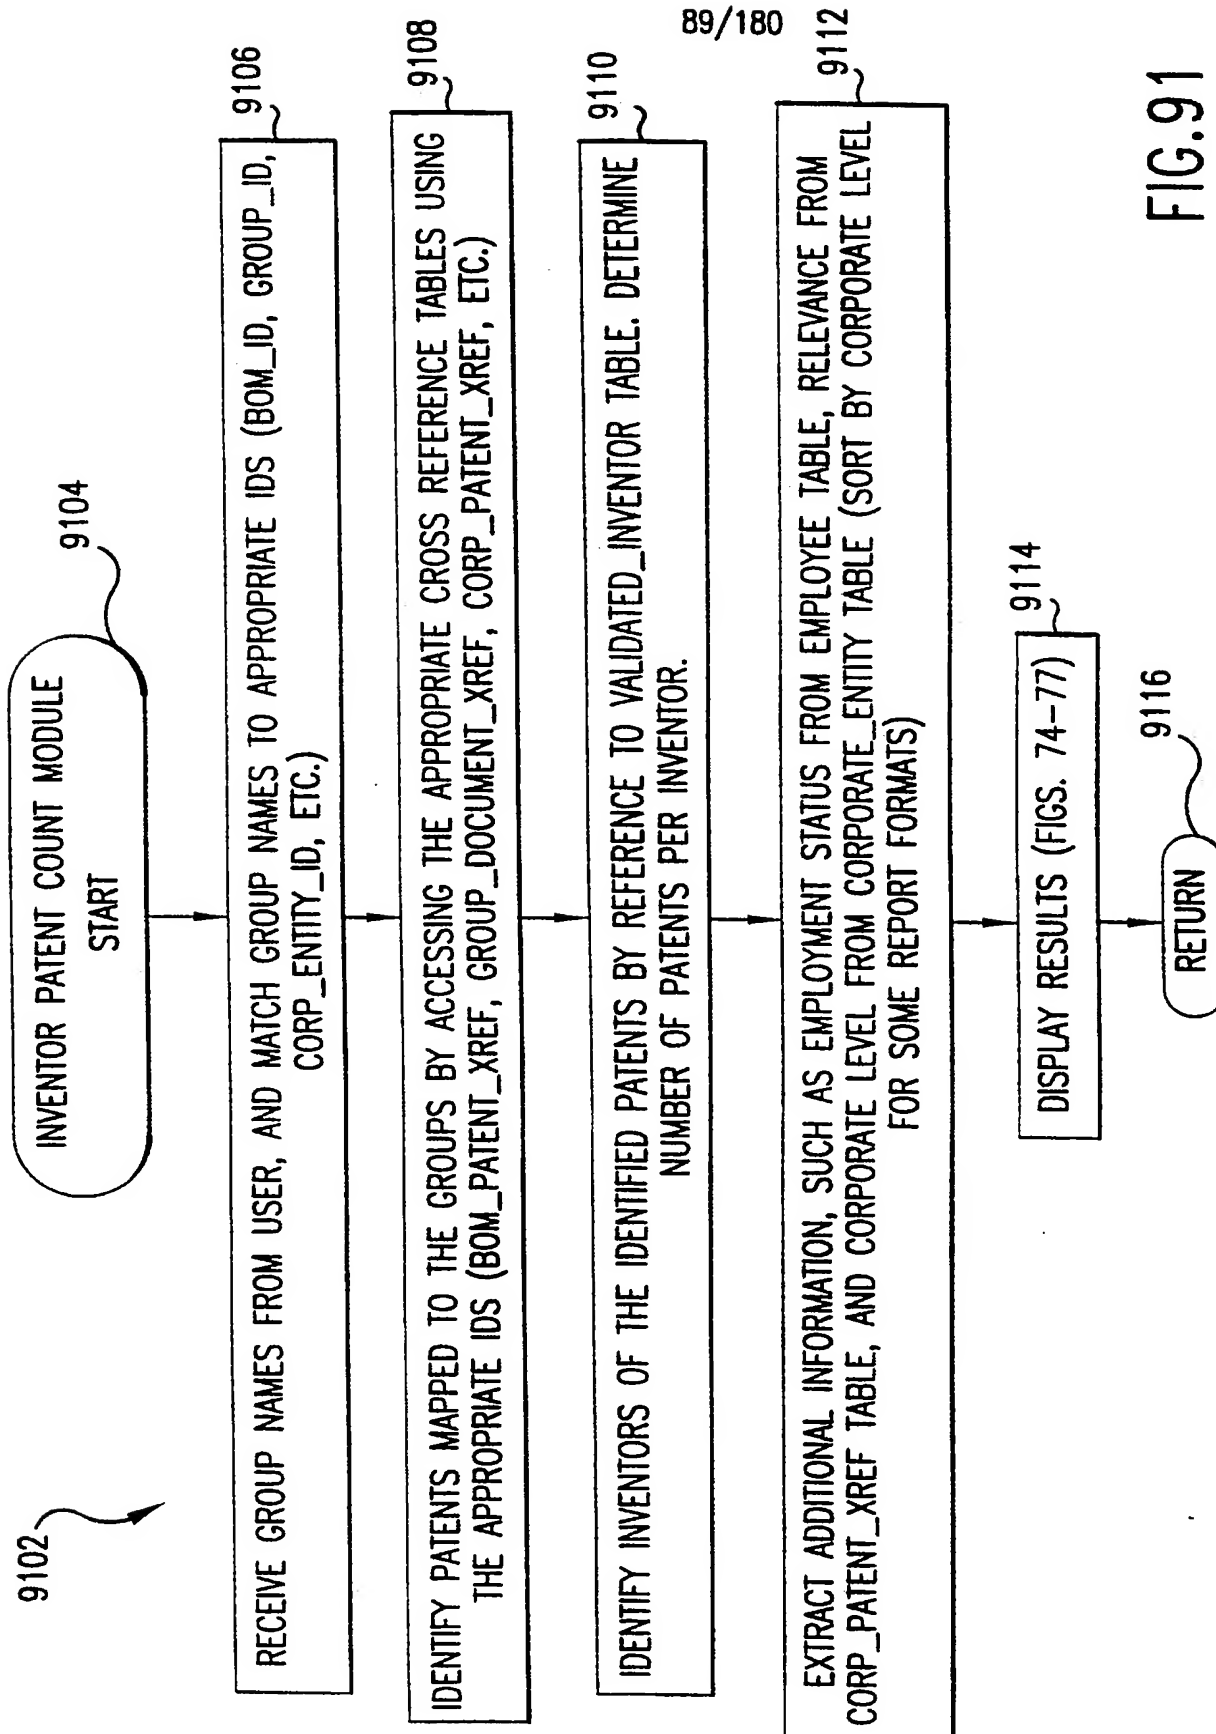 89/180
9102
INVENTOR PATENT COUNT MODULE
START
9104
RECEIVE GROUP NAMES FROM USER, AND MATCH GROUP NAMES TO APPROPRIATE IDS (BOM_ID, GROUP_ID,
CORP_ENTITY_ID, ETC.)
9106
IDENTIFY PATENTS MAPPED TO THE GROUPS BY ACCESSING THE APPROPRIATE CROSS REFERENCE TABLES USING
THE APPROPRIATE IDS (BOM_PATENT_XREF, GROUP_DOCUMENT_XREF, CORP_PATENT_XREF, ETC.)
9108
IDENTIFY INVENTORS OF THE IDENTIFIED PATENTS BY REFERENCE TO VALIDATED_INVENTOR TABLE. DETERMINE
NUMBER OF PATENTS PER INVENTOR.
9110
EXTRACT ADDITIONAL INFORMATION, SUCH AS EMPLOYMENT STATUS FROM EMPLOYEE TABLE, RELEVANCE FROM
CORP_PATENT_XREF TABLE, AND CORPORATE LEVEL FROM CORPORATE_ENTITY TABLE (SORT BY CORPORATE LEVEL
FOR SOME REPORT FORMATS)
9112
DISPLAY RESULTS (FIGS. 74-77)
9114
RETURN
9116
FIG.91